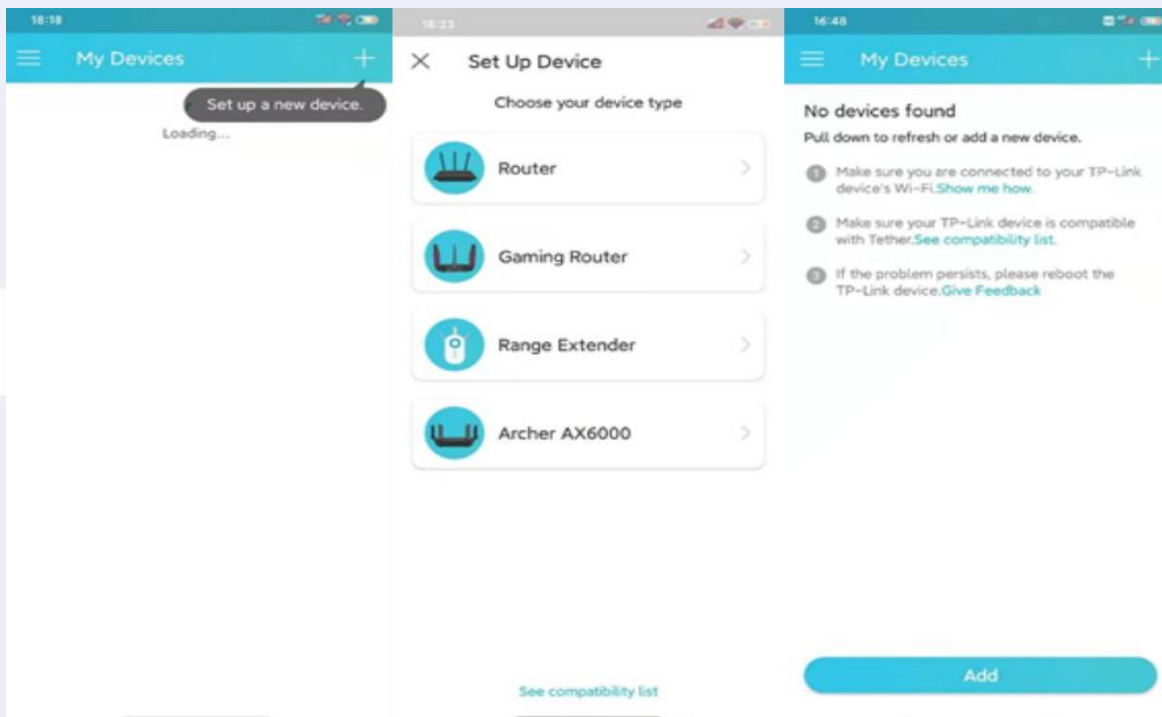 18:18
My Devices
Set up a new device.
Loading...
18:23
Set Up Device
Choose your device type
Router
Gaming Router
Range Extender
Archer AX6000
See compatibility list
16:48
My Devices
No devices found
Pull down to refresh or add a new device.
1 Make sure you are connected to your TP-Link
device's Wi-Fi.Show me how.
2 Make sure your TP-Link device is compatible
with Tether.See compatibility list.
3 If the problem persists, please reboot the
TP-Link device.Give Feedback
Add